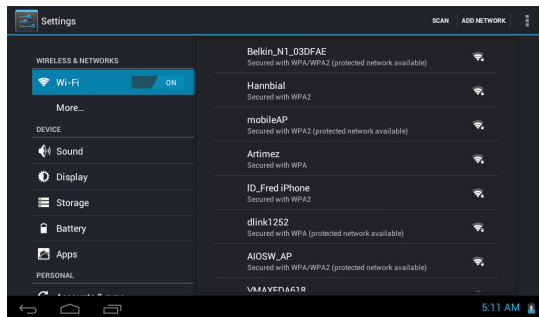 Settings
SCAN
ADD NETWORK
WIRELESS & NETWORKS
Wi-Fi
ON
More...
DEVICE
Sound
Display
Storage
Battery
Apps
PERSONAL
Belkin_N1_03DFAE
Secured with WPA/WPA2 (protected network available)
Hannbial
Secured with WPA2
mobileAP
Secured with WPA2 (protected network available)
Artimez
Secured with WPA
ID_Fred iPhone
Secured with WPA2
dlink1252
Secured with WPA (protected network available)
AIOSW_AP
Secured with WPA/WPA2 (protected network available)
5:11 AM